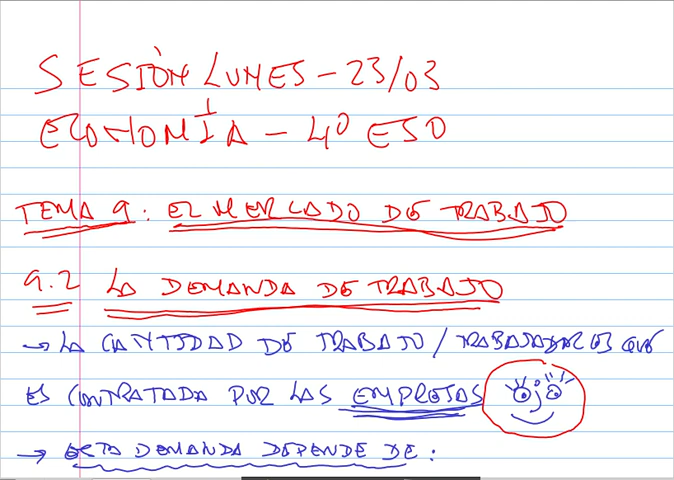 SESIÓN LUNES - 23/03
ECONOMÍA - 4º ESO
TEMA 9: EL MERCADO DE TRABAJO
9.2 LA DEMANDA DE TRABAJO
→ LA CANTIDAD DE TRABAJO / TRABAJADORES QUE
ES CONTRATADA POR LAS EMPRESAS
→ ESTA DEMANDA DEPENDE DE: